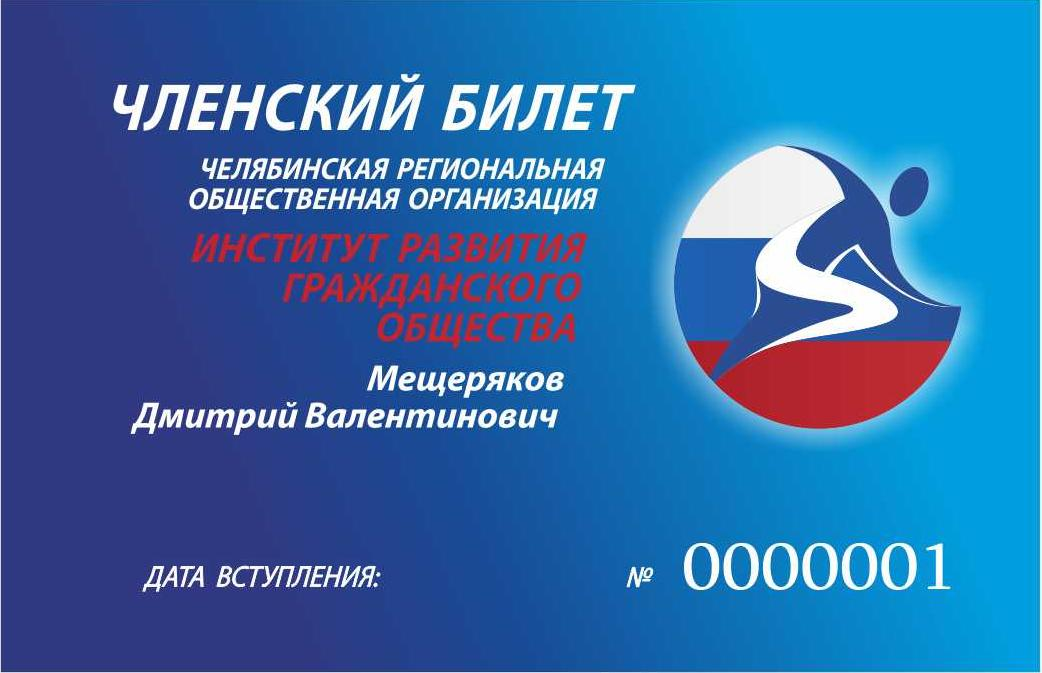 ЧЛЕНСКИЙ БИЛЕТ
ЧЕЛЯБИНСКАЯ РЕГИОНАЛЬНАЯ
ОБЩЕСТВЕННАЯ ОРГАНИЗАЦИЯ
ИНСТИТУТ РАЗВИТИЯ
ГРАЖДАНСКОГО
ОБЩЕСТВА
Мещеряков
Дмитрий Валентинович
ДАТА ВСТУПЛЕНИЯ: № 0000001